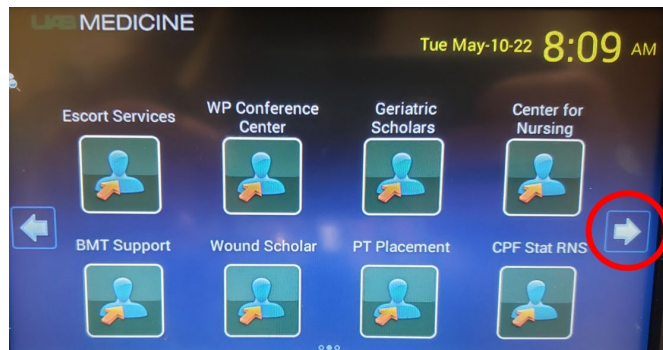 UAB MEDICINE
Tue May-10-22 8:09 AM
Escort Services
WP Conference
Center
Geriatric
Scholars
Center for
Nursing
BMT Support
Wound Scholar
PT Placement
CPF Stat RNS